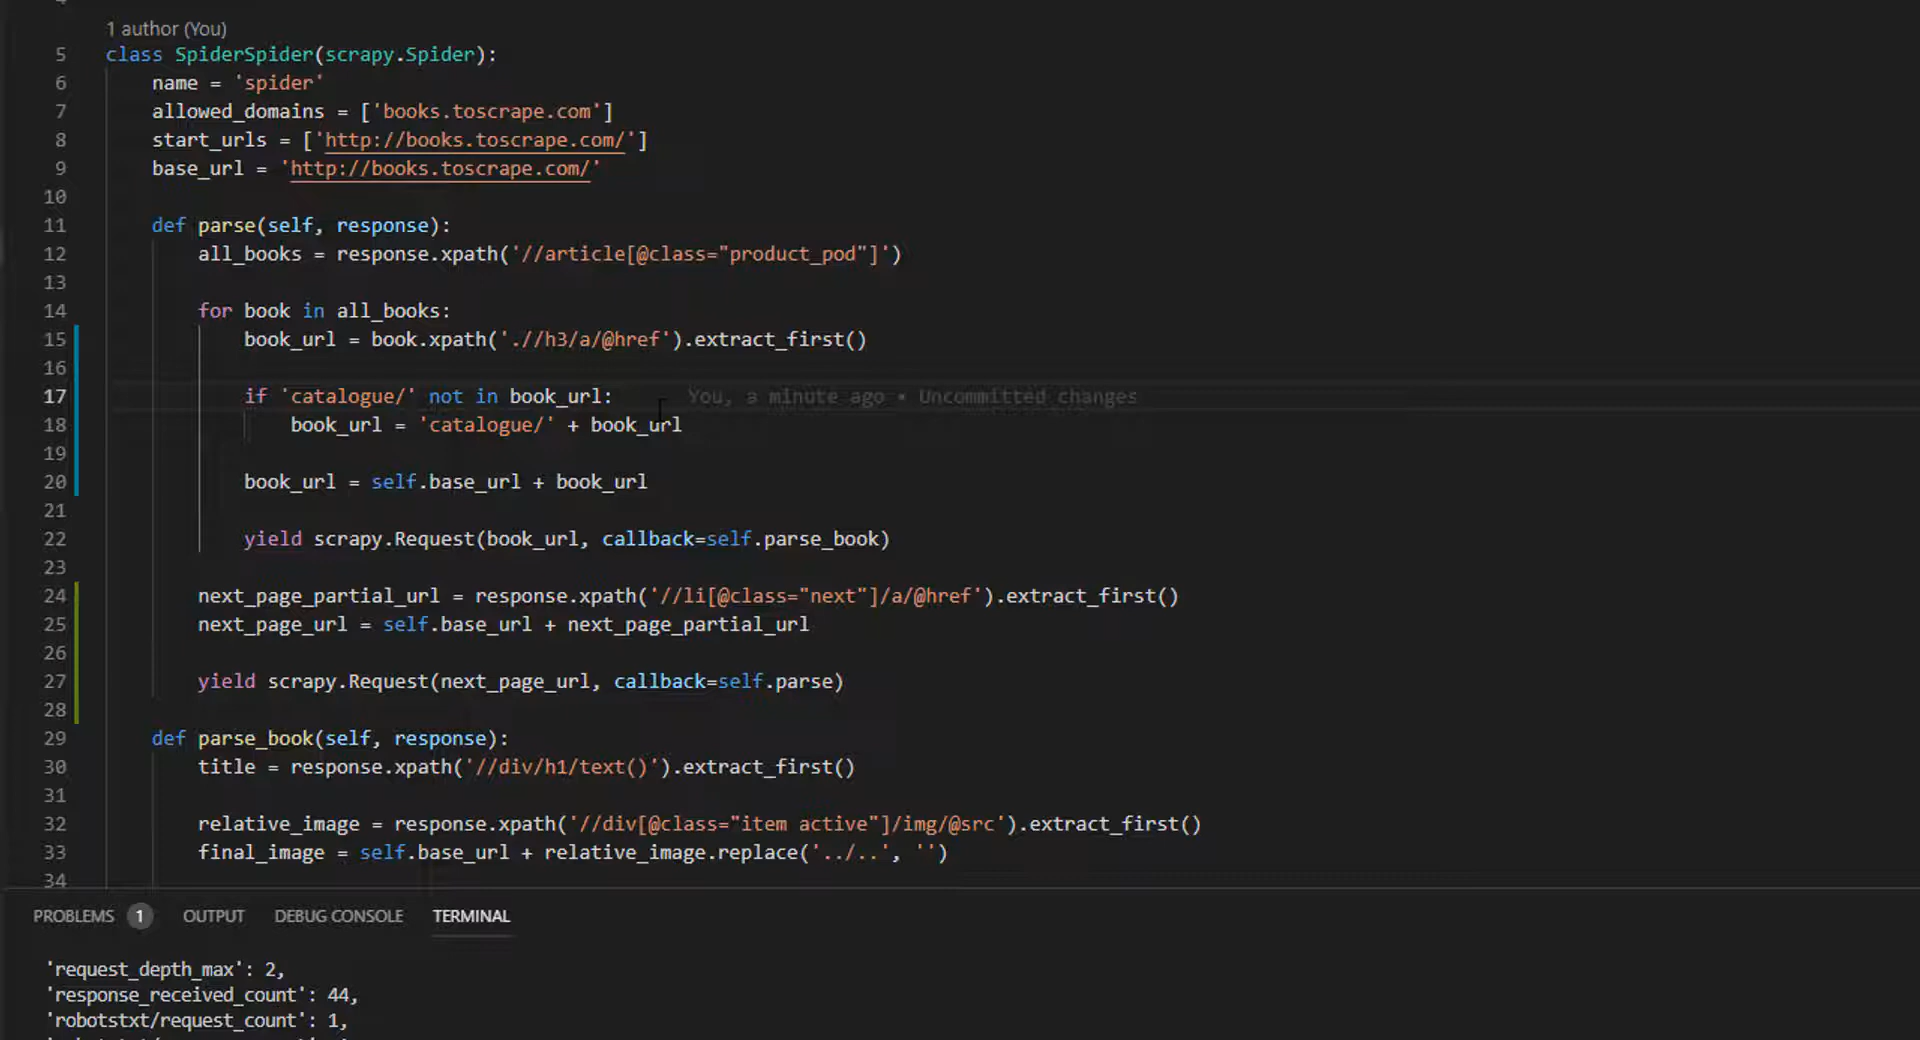 1 author (You)
5 class SpiderSpider(scrapy.Spider):
6 name = 'spider'
7 allowed_domains = ['books.toscrape.com']
8 start_urls = ['http://books.toscrape.com/']
9 base_url = 'http://books.toscrape.com/'
10
11 def parse(self, response):
12 all_books = response.xpath('//article[@class="product_pod"]')
13
14 for book in all_books:
15 book_url = book.xpath('.//h3/a/@href').extract_first()
16
17 if 'catalogue/' not in book_url: You, a minute ago • Uncommitted changes
18 book_url = 'catalogue/' + book_url
19
20 book_url = self.base_url + book_url
21
22 yield scrapy.Request(book_url, callback=self.parse_book)
23
24 next_page_partial_url = response.xpath('//li[@class="next"]/a/@href').extract_first()
25 next_page_url = self.base_url + next_page_partial_url
26
27 yield scrapy.Request(next_page_url, callback=self.parse)
28
29 def parse_book(self, response):
30 title = response.xpath('//div/h1/text()').extract_first()
31
32 relative_image = response.xpath('//div[@class="item active"]/img/@src').extract_first()
33 final_image = self.base_url + relative_image.replace('../..', '')
34
PROBLEMS 1 OUTPUT DEBUG CONSOLE TERMINAL
'request_depth_max': 2,
'response_received_count': 44,
'robotstxt/request_count': 1,